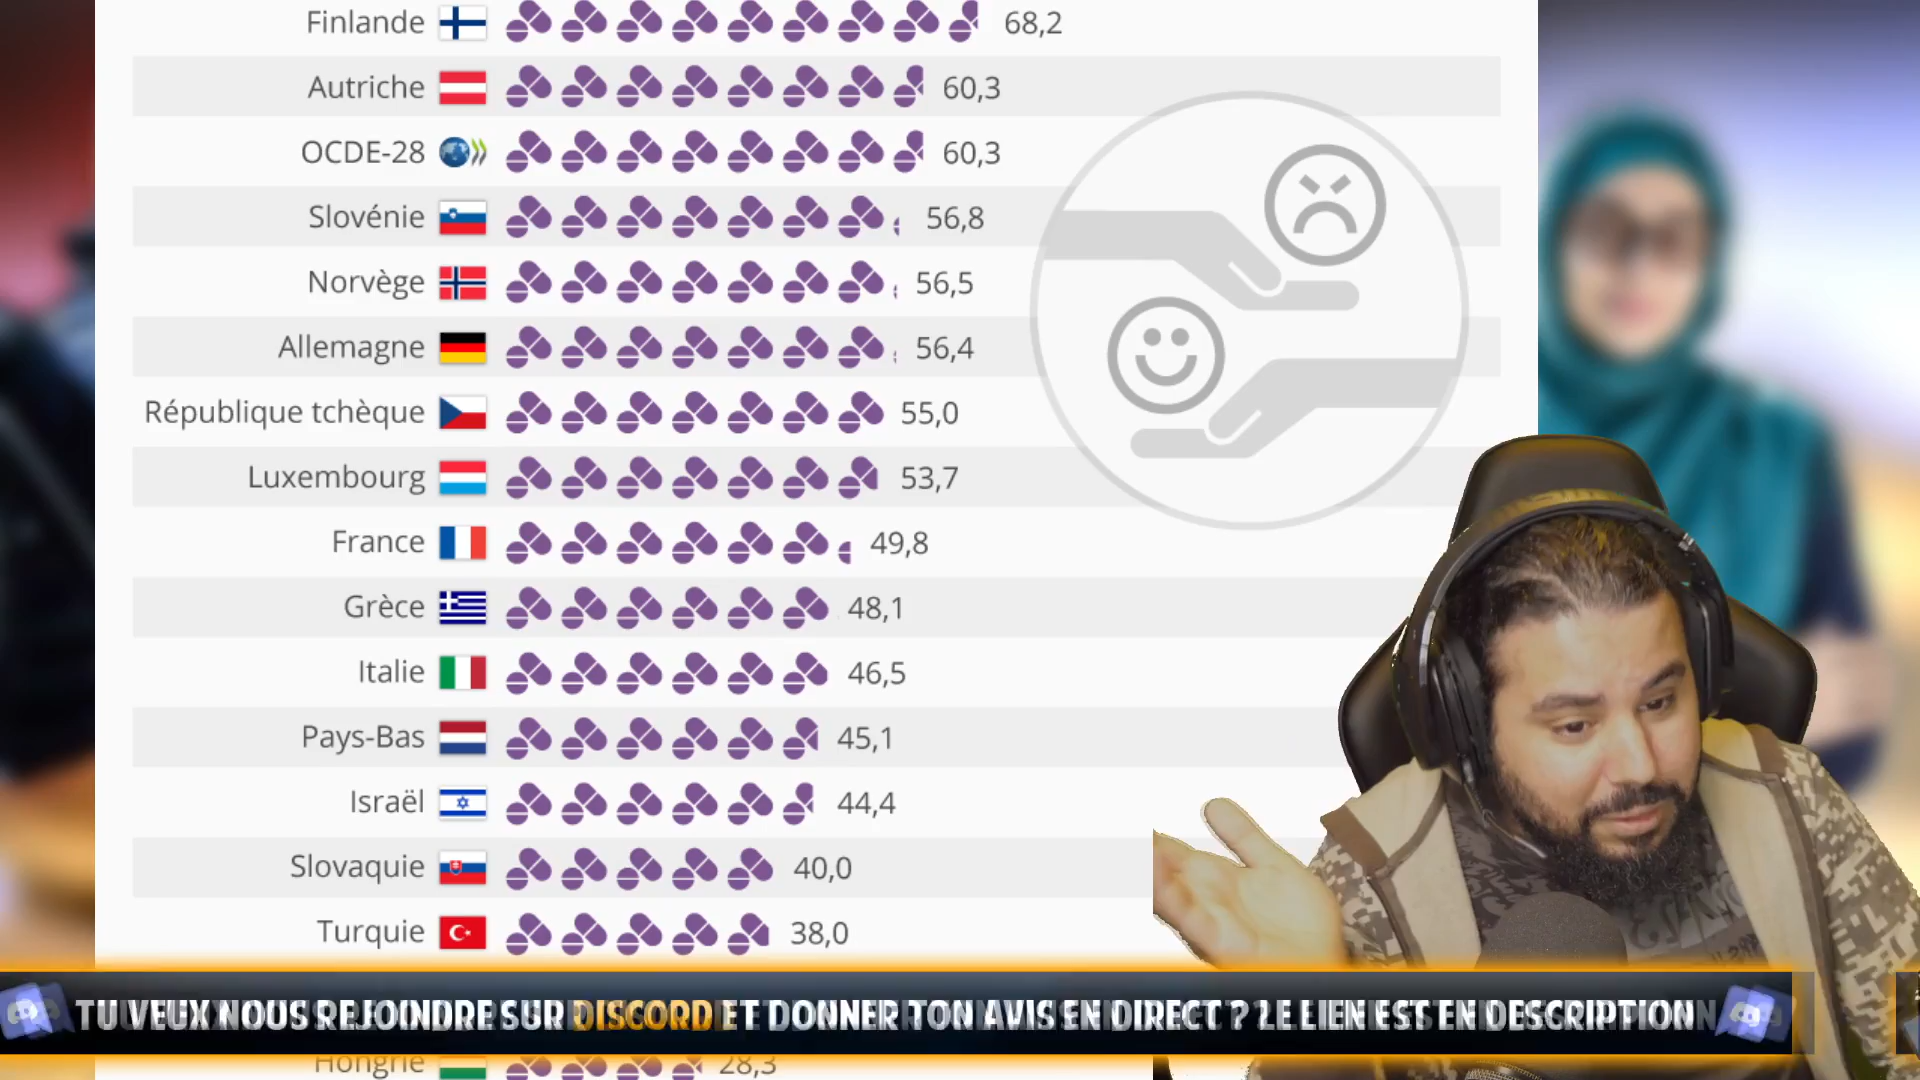 Finlande 68,2
Autriche 60,3
OCDE-28 60,3
Slovénie 56,8
Norvège 56,5
Allemagne 56,4
République tchèque 55,0
Luxembourg 53,7
France 49,8
Grèce 48,1
Italie 46,5
Pays-Bas 45,1
Israël 44,4
Slovaquie 40,0
Turquie 38,0
TU VEUX NOUS REJOINDRE SUR DISCORD ET DONNER TON AVIS EN DIRECT ? LE LIEN EST EN DESCRIPTION
Hongrie 28,3